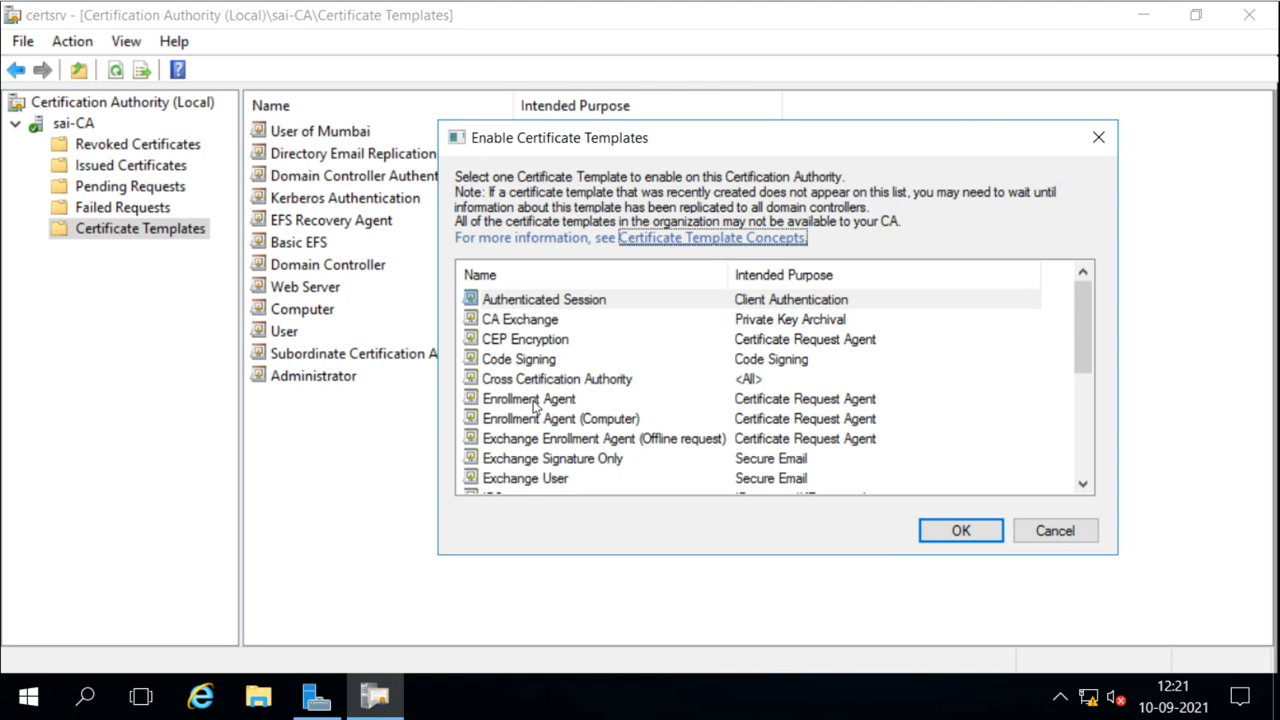 certsrv - [Certification Authority (Local)\sai-CA\Certificate Templates]
File Action View Help
Certification Authority (Local)
sai-CA
Revoked Certificates
Issued Certificates
Pending Requests
Failed Requests
Certificate Templates
Name Intended Purpose
User of Mumbai
Directory Email Replication
Domain Controller Authent
Kerberos Authentication
EFS Recovery Agent
Basic EFS
Domain Controller
Web Server
Computer
User
Subordinate Certification A
Administrator
Enable Certificate Templates
Select one Certificate Template to enable on this Certification Authority.
Note: If a certificate template that was recently created does not appear on this list, you may need to wait until
information about this template has been replicated to all domain controllers.
All of the certificate templates in the organization may not be available to your CA.
For more information, see Certificate Template Concepts.
Name Intended Purpose
Authenticated Session Client Authentication
CA Exchange Private Key Archival
CEP Encryption Certificate Request Agent
Code Signing Code Signing
Cross Certification Authority <All>
Enrollment Agent Certificate Request Agent
Enrollment Agent (Computer) Certificate Request Agent
Exchange Enrollment Agent (Offline request) Certificate Request Agent
Exchange Signature Only Secure Email
Exchange User Secure Email
OK Cancel
12:21
10-09-2021